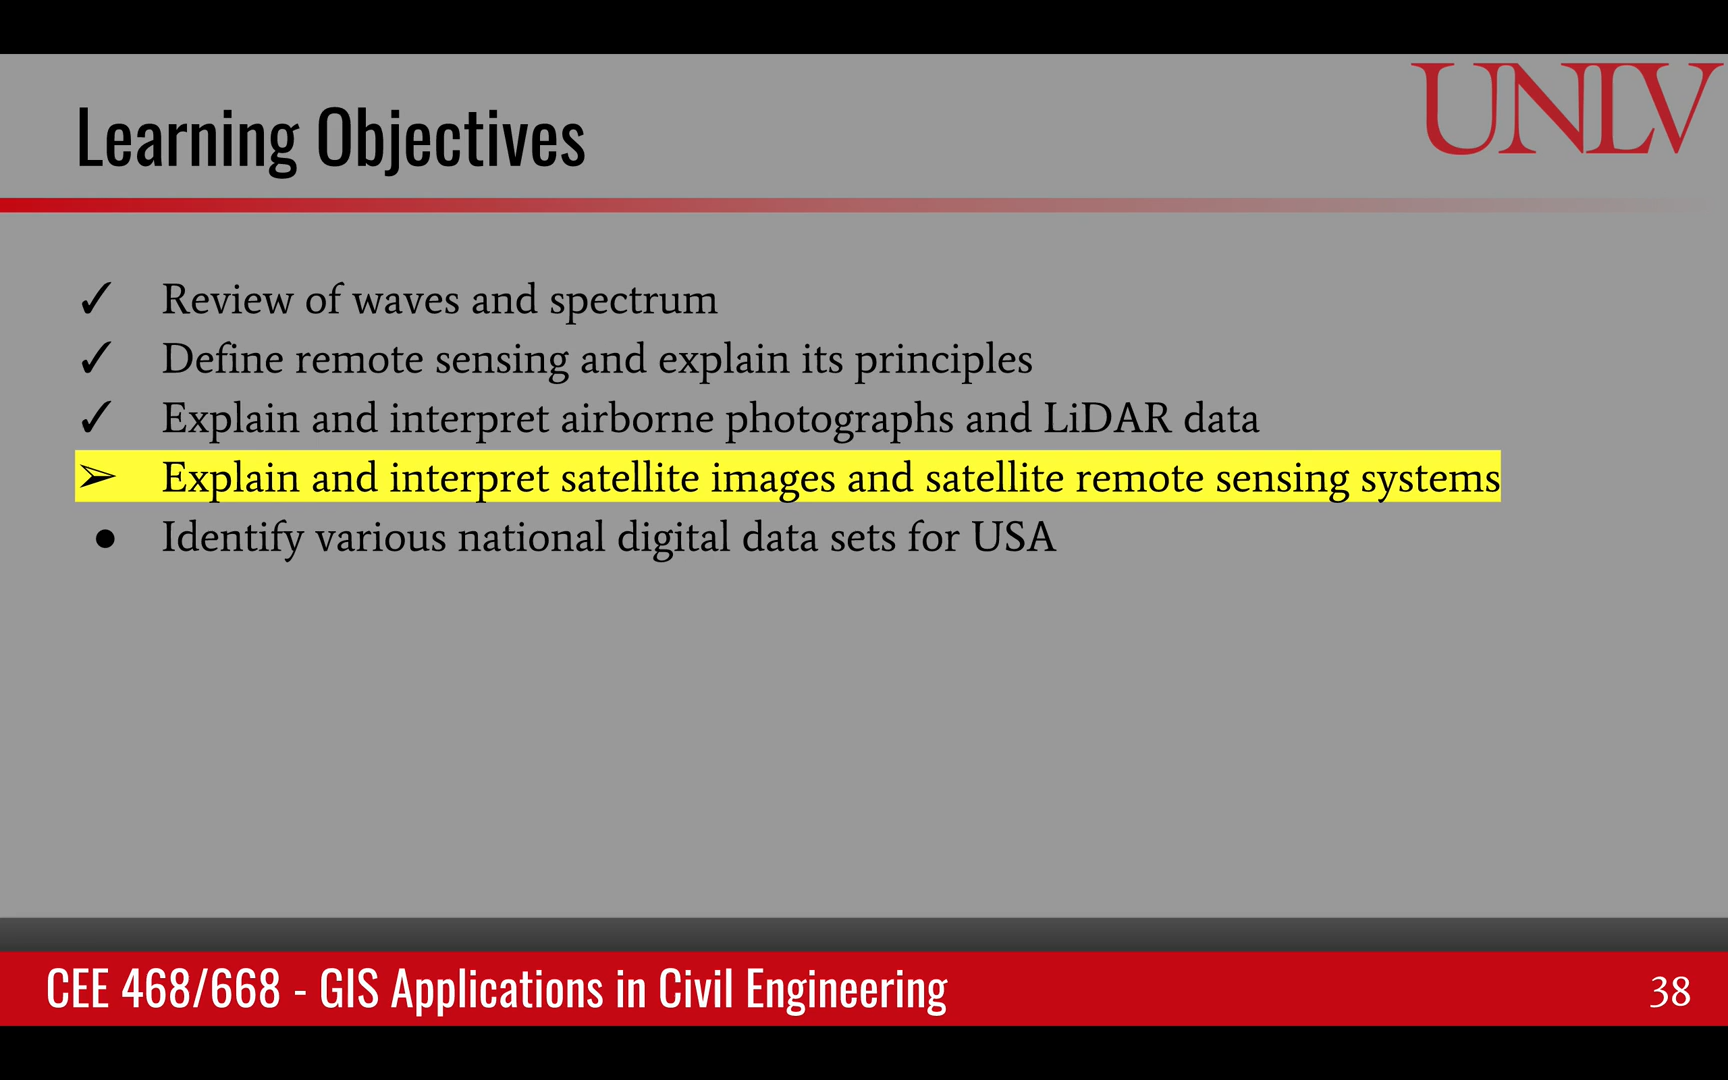 Learning Objectives
UNLV
✓ Review of waves and spectrum
✓ Define remote sensing and explain its principles
✓ Explain and interpret airborne photographs and LiDAR data
➢ Explain and interpret satellite images and satellite remote sensing systems
● Identify various national digital data sets for USA
CEE 468/668 - GIS Applications in Civil Engineering
38